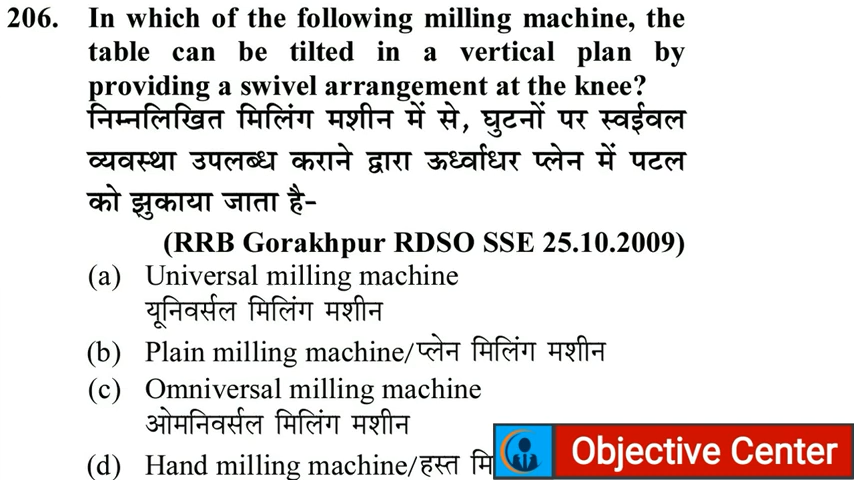 206. In which of the following milling machine, the
table can be tilted in a vertical plan by
providing a swivel arrangement at the knee?
निम्नलिखित मिलिंग मशीन में से, घुटनों पर स्वईवल
व्यवस्था उपलब्ध कराने द्वारा ऊर्ध्वाधर प्लेन में पटल
को झुकाया जाता है-
(RRB Gorakhpur RDSO SSE 25.10.2009)
(a) Universal milling machine
यूनिवर्सल मिलिंग मशीन
(b) Plain milling machine/प्लेन मिलिंग मशीन
(c) Omniversal milling machine
ओमनिवर्सल मिलिंग मशीन
(d) Hand milling machine/हस्त
Objective Center